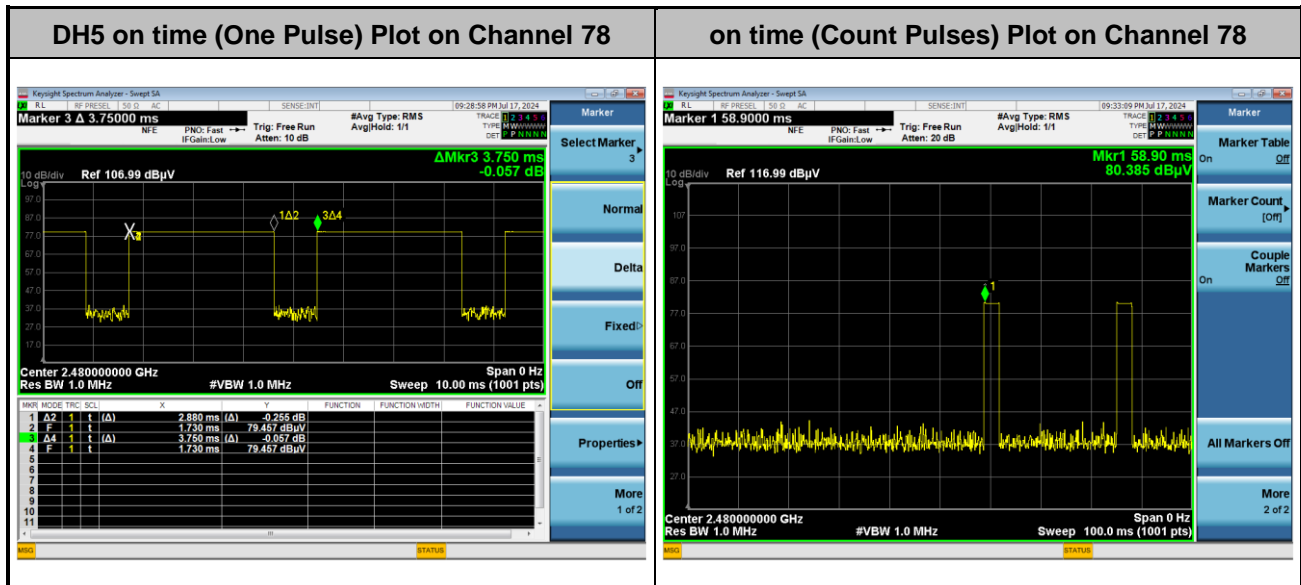 DH5 on time (One Pulse) Plot on Channel 78
on time (Count Pulses) Plot on Channel 78
Keysight Spectrum Analyzer - Swept SA
RL RF PRESEL 50 Ω AC SENSE:INT 09:28:58 PM Jul 17, 2024
Marker 3 Δ 3.75000 ms
NFE
PNO: Fast
IFGain:Low
Trig: Free Run
Atten: 10 dB
#Avg Type: RMS
Avg|Hold: 1/1
TRACE 1 2 3 4 5 6
TYPE MWWWWW
DET P P NNNN
ΔMkr3 3.750 ms
-0.057 dB
10 dB/div Ref 106.99 dBµV
Log
97.0
87.0
77.0
67.0
57.0
47.0
37.0
27.0
17.0
1Δ2
3Δ4
Center 2.480000000 GHz Span 0 Hz
Res BW 1.0 MHz #VBW 1.0 MHz Sweep 10.00 ms (1001 pts)
MKR MODE TRC SCL X Y FUNCTION FUNCTION WIDTH FUNCTION VALUE
1 Δ2 1 t (Δ) 2.880 ms (Δ) -0.255 dB
2 F 1 t 1.730 ms 79.457 dBµV
3 Δ4 1 t (Δ) 3.750 ms (Δ) -0.057 dB
4 F 1 t 1.730 ms 79.457 dBµV
5
6
7
8
9
10
11
MSG STATUS
Marker
Select Marker
3
Normal
Delta
Fixed
Off
Properties
More
1 of 2
Keysight Spectrum Analyzer - Swept SA
RL RF PRESEL 50 Ω AC SENSE:INT 09:33:09 PM Jul 17, 2024
Marker 1 58.9000 ms
NFE
PNO: Fast
IFGain:Low
Trig: Free Run
Atten: 20 dB
#Avg Type: RMS
Avg|Hold: 1/1
TRACE 1 2 3 4 5 6
TYPE MWWWWW
DET P P NNNN
Mkr1 58.90 ms
80.385 dBµV
10 dB/div Ref 116.99 dBµV
Log
107
97.0
87.0
77.0
67.0
57.0
47.0
37.0
27.0
1
Center 2.480000000 GHz Span 0 Hz
Res BW 1.0 MHz #VBW 1.0 MHz Sweep 100.0 ms (1001 pts)
MSG STATUS
Marker
Marker Table
On Off
Marker Count
[Off]
Couple
Markers
On Off
All Markers Off
More
2 of 2